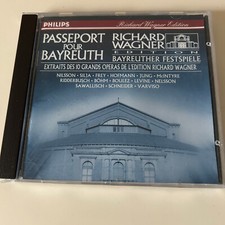 PHILIPS
Richard Wagner Edition
PASSEPORT
POUR
BAYREUTH
RICHARD
WAGNER
EDITION
BAYREUTHER FESTSPIELE
EXTRAITS DES 10 GRANDS OPERAS DE L'EDITION RICHARD WAGNER
NILSSON · SILJA · FREY · HOFMANN · JUNG · McINTYRE
RIDDERBUSCH · BÖHM · BOULEZ · LEVINE · NELSSON
SAWALLISCH · SCHNEIDER · VARVISO